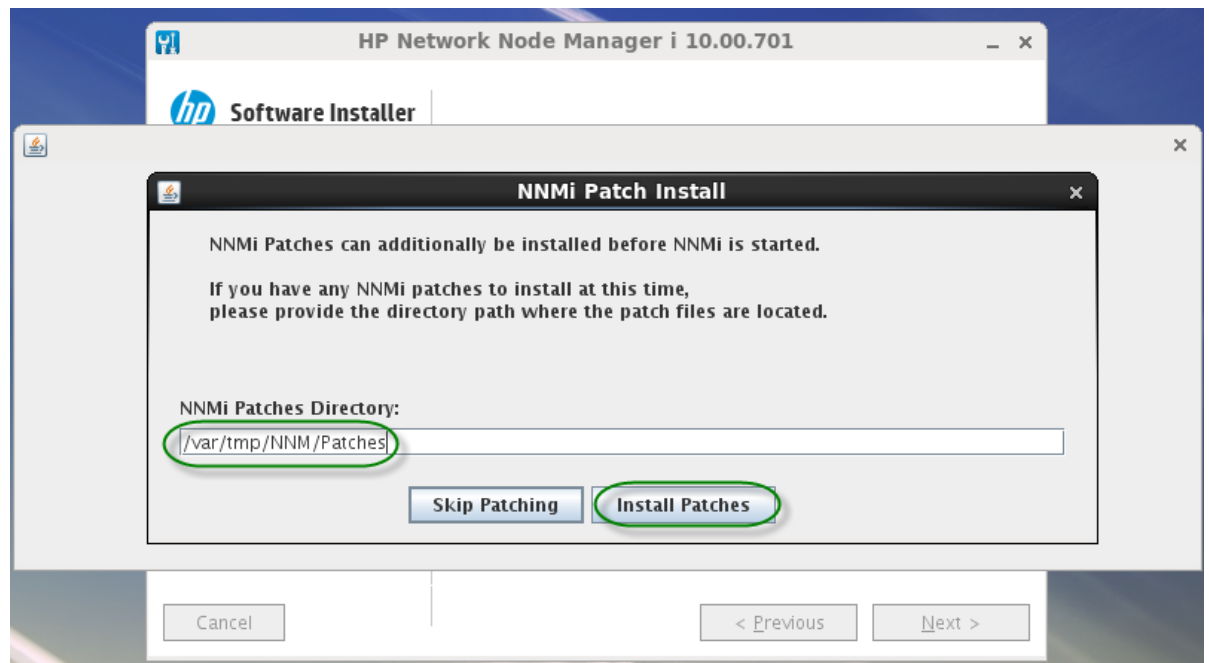 HP Network Node Manager i 10.00.701
hp Software Installer
NNMi Patch Install
NNMi Patches can additionally be installed before NNMi is started.
If you have any NNMi patches to install at this time,
please provide the directory path where the patch files are located.
NNMi Patches Directory:
/var/tmp/NNM/Patches
Skip Patching Install Patches
Cancel < Previous Next >